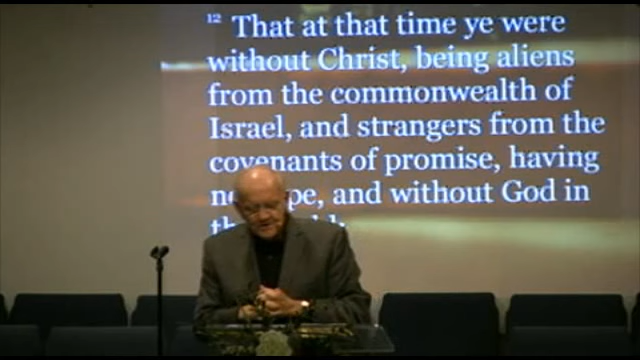 12 That at that time ye were
without Christ, being aliens
from the commonwealth of
Israel, and strangers from the
covenants of promise, having
and without God in